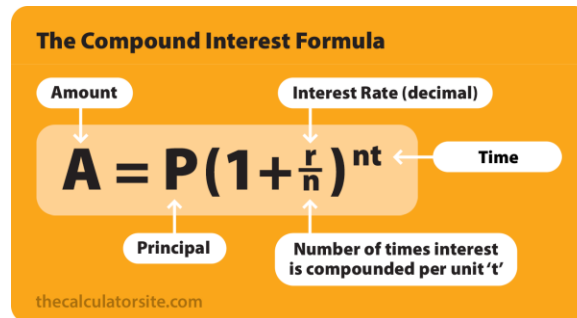 The Compound Interest Formula
Amount
Interest Rate (decimal)
A = P(1+r/n)^nt
Time
Principal
Number of times interest
is compounded per unit ‘t’
thecalculatorsite.com